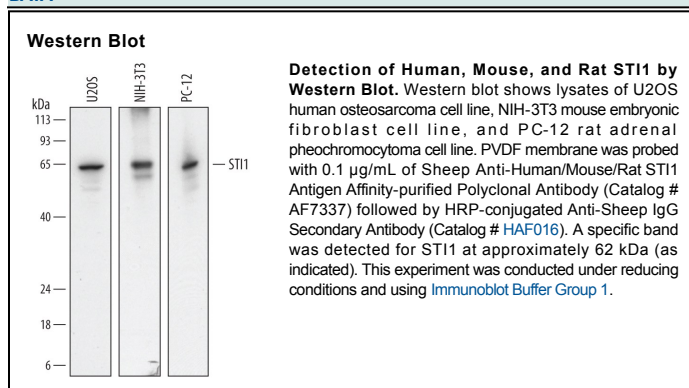 Western Blot
U2OS
NIH-3T3
PC-12
kDa
113
93
65
STI1
40
24
18
6
Detection of Human, Mouse, and Rat STI1 by
Western Blot. Western blot shows lysates of U2OS
human osteosarcoma cell line, NIH-3T3 mouse embryonic
fibroblast cell line, and PC-12 rat adrenal
pheochromocytoma cell line. PVDF membrane was probed
with 0.1 µg/mL of Sheep Anti-Human/Mouse/Rat STI1
Antigen Affinity-purified Polyclonal Antibody (Catalog #
AF7337) followed by HRP-conjugated Anti-Sheep IgG
Secondary Antibody (Catalog # HAF016). A specific band
was detected for STI1 at approximately 62 kDa (as
indicated). This experiment was conducted under reducing
conditions and using Immunoblot Buffer Group 1.